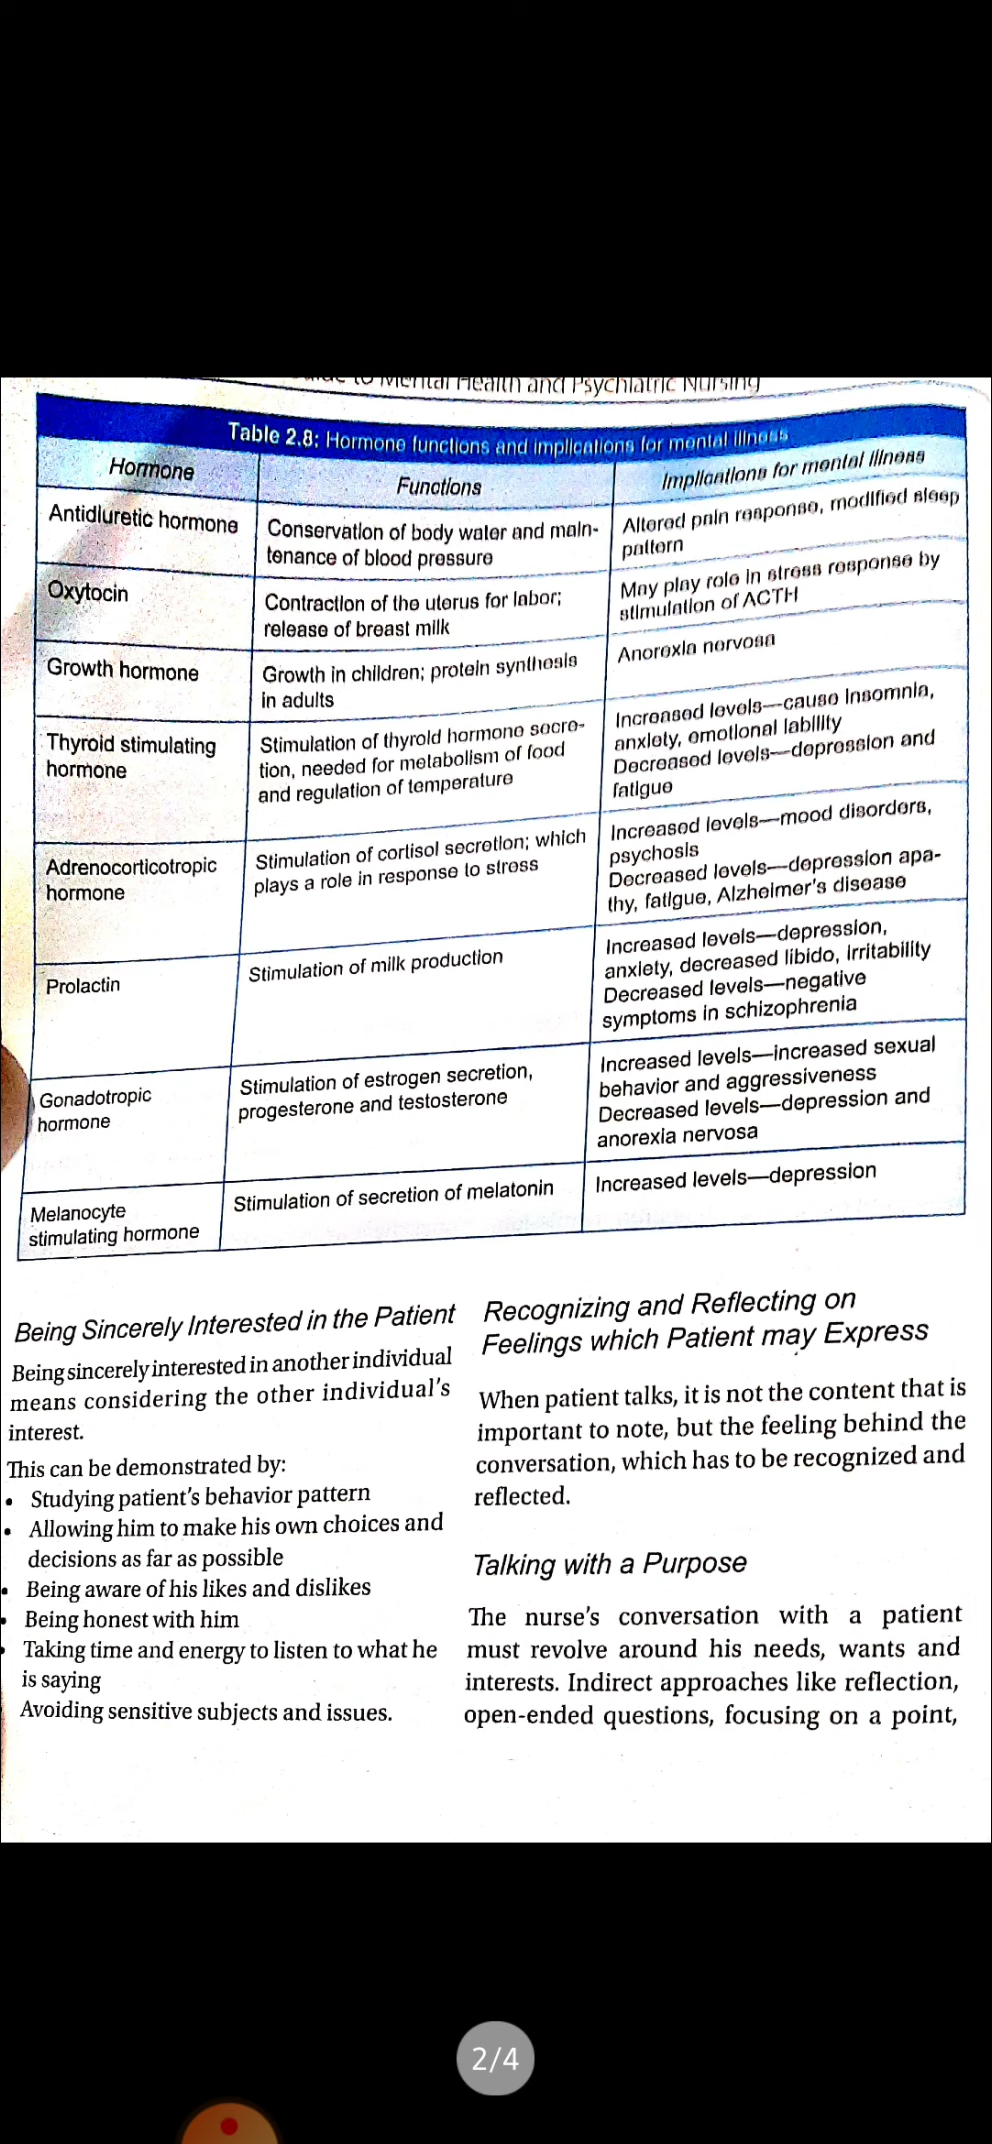 to Mental Health and Psychiatric Nursing
Table 2.8: Hormone functions and implications for mental illness
Hormone
Functions
Implications for mental illness
Antidiuretic hormone
Conservation of body water and main-
tenance of blood pressure
Altered pain response, modified sleep
pattern
Oxytocin
Contraction of the uterus for labor;
release of breast milk
May play role in stress response by
stimulation of ACTH
Growth hormone
Growth in children; protein synthesis
in adults
Anorexia nervosa
Thyroid stimulating
hormone
Stimulation of thyroid hormone secre-
tion, needed for metabolism of food
and regulation of temperature
Increased levels—cause insomnia,
anxiety, emotional lability
Decreased levels—depression and
fatigue
Adrenocorticotropic
hormone
Stimulation of cortisol secretion; which
plays a role in response to stress
Increased levels—mood disorders,
psychosis
Decreased levels—depression apa-
thy, fatigue, Alzheimer's disease
Prolactin
Stimulation of milk production
Increased levels—depression,
anxiety, decreased libido, irritability
Decreased levels—negative
symptoms in schizophrenia
Gonadotropic
hormone
Stimulation of estrogen secretion,
progesterone and testosterone
Increased levels—increased sexual
behavior and aggressiveness
Decreased levels—depression and
anorexia nervosa
Melanocyte
stimulating hormone
Stimulation of secretion of melatonin
Increased levels—depression
Being Sincerely Interested in the Patient
Being sincerely interested in another individual
means considering the other individual's
interest.
This can be demonstrated by:
• Studying patient's behavior pattern
• Allowing him to make his own choices and
decisions as far as possible
• Being aware of his likes and dislikes
• Being honest with him
• Taking time and energy to listen to what he
is saying
Avoiding sensitive subjects and issues.
Recognizing and Reflecting on
Feelings which Patient may Express
When patient talks, it is not the content that is
important to note, but the feeling behind the
conversation, which has to be recognized and
reflected.
Talking with a Purpose
The nurse's conversation with a patient
must revolve around his needs, wants and
interests. Indirect approaches like reflection,
open-ended questions, focusing on a point,
2/4